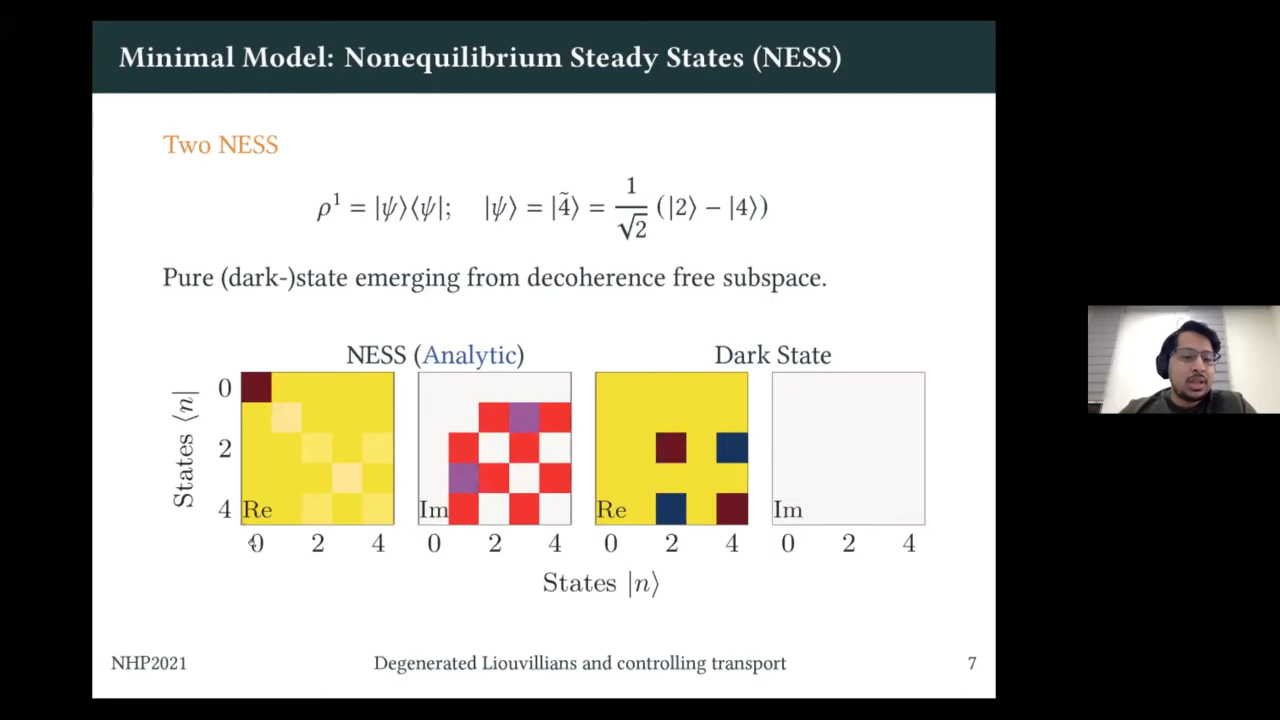 Minimal Model: Nonequilibrium Steady States (NESS)
Two NESS
ρ¹ = |ψ⟩⟨ψ|; |ψ⟩ = |4̃⟩ = 1/√2 (|2⟩ − |4⟩)
Pure (dark-)state emerging from decoherence free subspace.
NESS (Analytic) Dark State
States ⟨n|
0
2
4
Re Im Re Im
0 2 4 0 2 4 0 2 4 0 2 4
States |n⟩
NHP2021 Degenerated Liouvillians and controlling transport 7